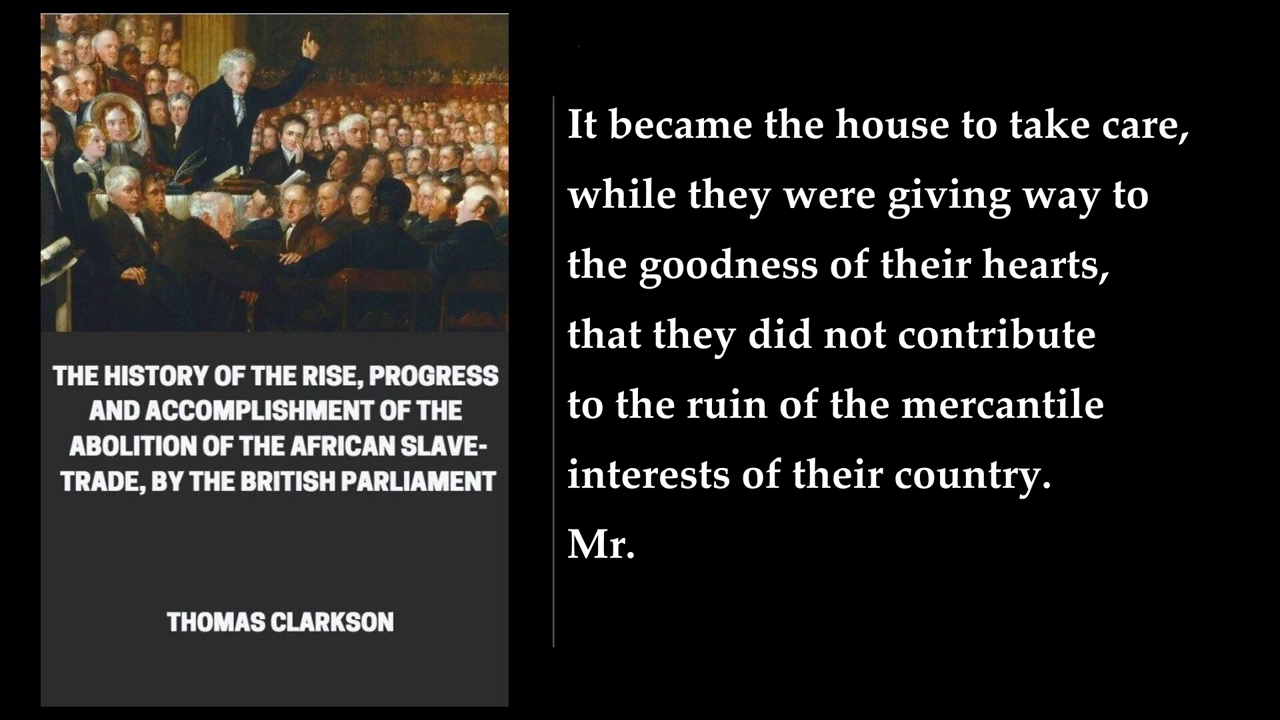 THE HISTORY OF THE RISE, PROGRESS
AND ACCOMPLISHMENT OF THE
ABOLITION OF THE AFRICAN SLAVE-
TRADE, BY THE BRITISH PARLIAMENT
THOMAS CLARKSON
It became the house to take care,
while they were giving way to
the goodness of their hearts,
that they did not contribute
to the ruin of the mercantile
interests of their country.
Mr.